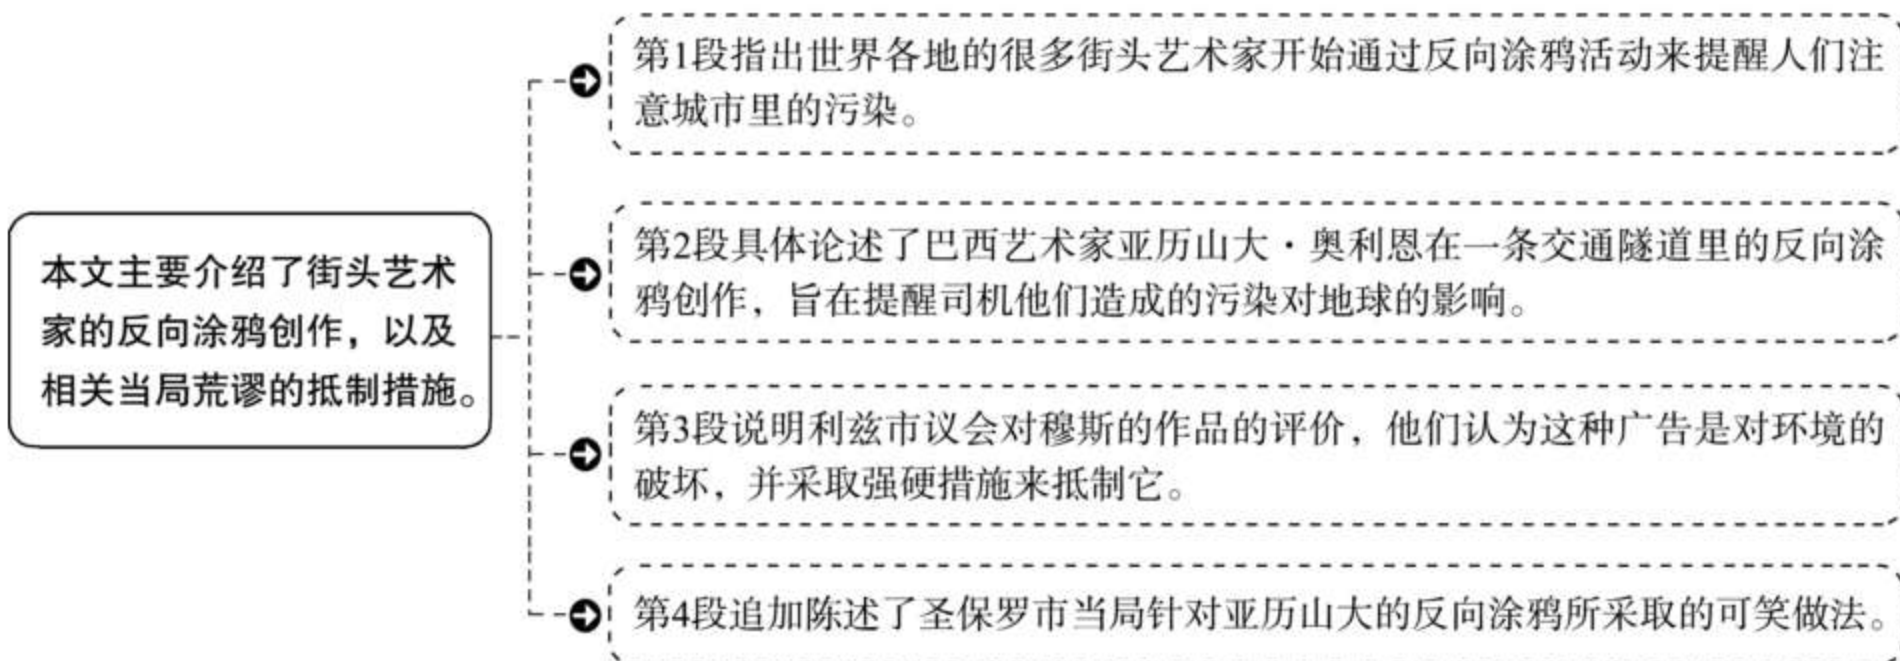 本文主要介绍了街头艺术
家的反向涂鸦创作，以及
相关当局荒谬的抵制措施。
第1段指出世界各地的很多街头艺术家开始通过反向涂鸦活动来提醒人们注
意城市里的污染。
第2段具体论述了巴西艺术家亚历山大·奥利恩在一条交通隧道里的反向涂
鸦创作，旨在提醒司机他们造成的污染对地球的影响。
第3段说明利兹市议会对穆斯的作品的评价，他们认为这种广告是对环境的
破坏，并采取强硬措施来抵制它。
第4段追加陈述了圣保罗市当局针对亚历山大的反向涂鸦所采取的可笑做法。